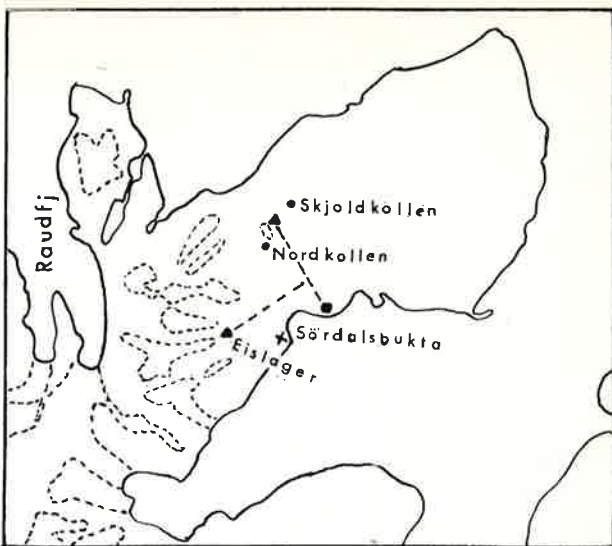 Skjoldkollen
Raudfj
Nordkollen
Sördalsbukta
Eislager